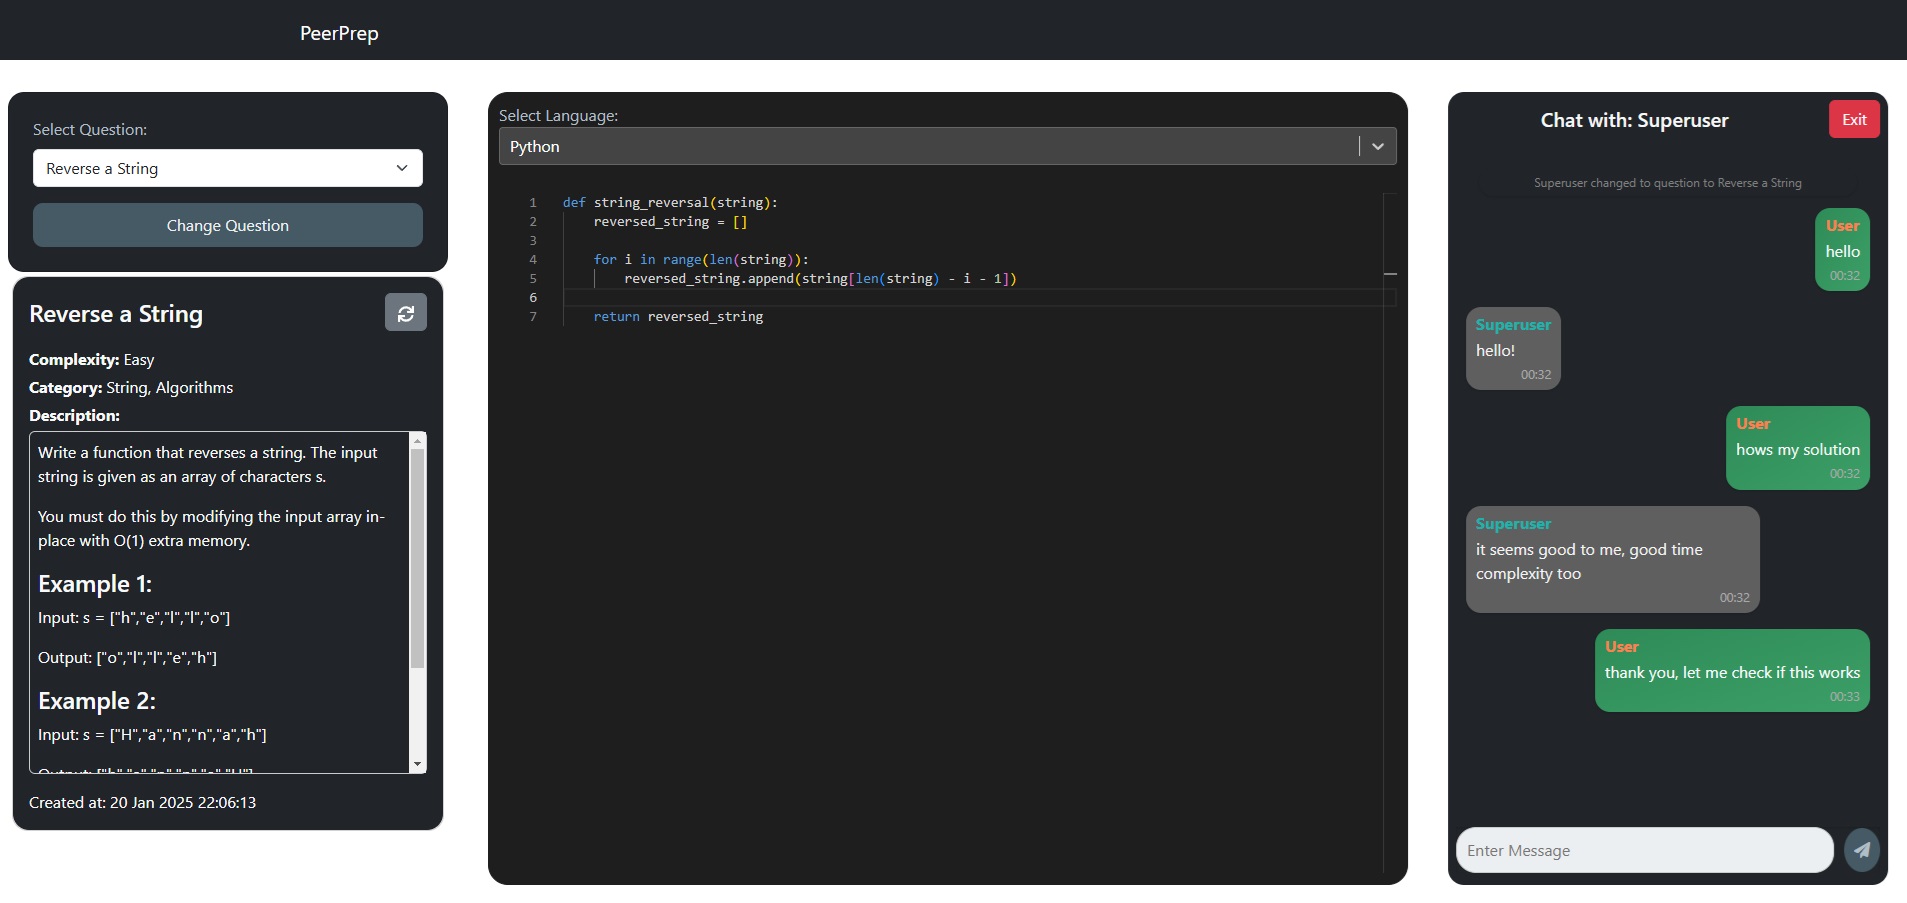 PeerPrep
Select Question:
Reverse a String
Change Question
Reverse a String
Complexity: Easy
Category: String, Algorithms
Description:
Write a function that reverses a string. The input
string is given as an array of characters s.
You must do this by modifying the input array in-
place with O(1) extra memory.
Example 1:
Input: s = ["h","e","l","l","o"]
Output: ["o","l","l","e","h"]
Example 2:
Input: s = ["H","a","n","n","a","h"]
Created at: 20 Jan 2025 22:06:13
Select Language:
Python
1 def string_reversal(string):
2 reversed_string = []
3
4 for i in range(len(string)):
5 reversed_string.append(string[len(string) - i - 1])
6
7 return reversed_string
Chat with: Superuser
Exit
Superuser changed to question to Reverse a String
User
hello
00:32
Superuser
hello!
00:32
User
hows my solution
00:32
Superuser
it seems good to me, good time
complexity too
00:32
User
thank you, let me check if this works
00:33
Enter Message